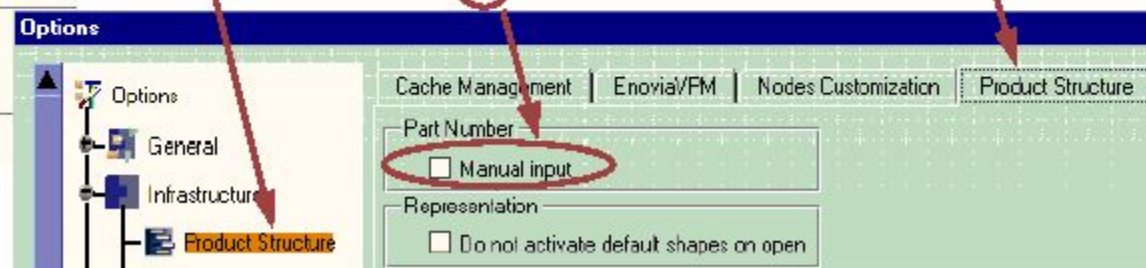 Options
Options
Cache Management
EnoviaVPM
Nodes Customization
Product Structure
General
Part Number
Manual input
Infrastructure
Representation
Product Structure
Do not activate default shapes on open